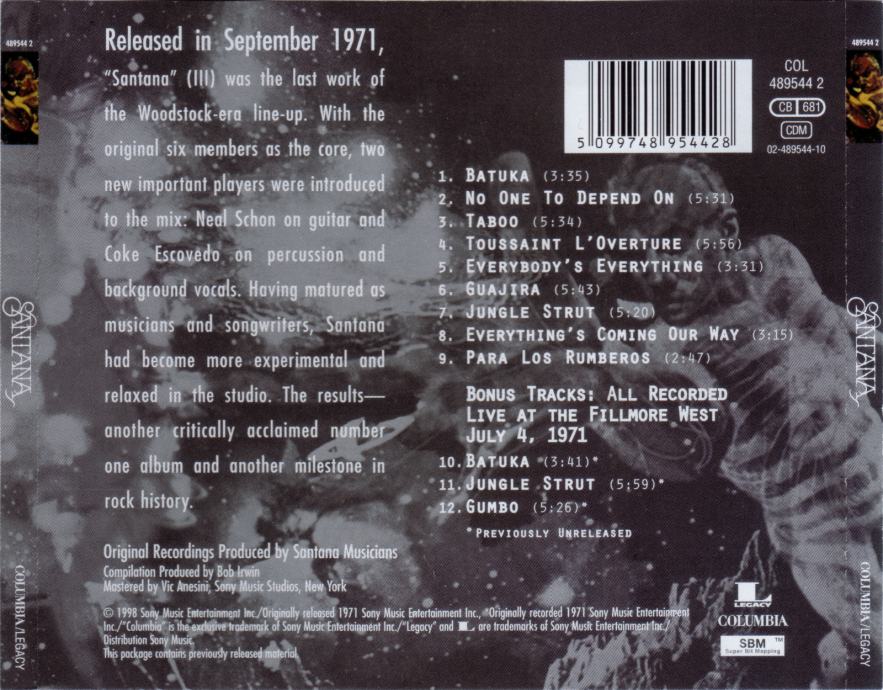 489544 2
Released in September 1971,
“Santana” (III) was the last work of
the Woodstock-era line-up. With the
original six members as the core, two
new important players were introduced
to the mix: Neal Schon on guitar and
Coke Escovedo on percussion and
background vocals. Having matured as
musicians and songwriters, Santana
had become more experimental and
relaxed in the studio. The results—
another critically acclaimed number
one album and another milestone in
rock history.
Original Recordings Produced by Santana Musicians
Compilation Produced by Bob Irwin
Mastered by Vic Anesini, Sony Music Studios, New York
© 1998 Sony Music Entertainment Inc./Originally released 1971 Sony Music Entertainment Inc., *Originally recorded 1971 Sony Music Entertainment
Inc./“Columbia” is the exclusive trademark of Sony Music Entertainment Inc./“Legacy” and L are trademarks of Sony Music Entertainment Inc./
Distribution Sony Music.
This package contains previously released material.
5 099748 954428
COL
489544 2
CB 681
CDM
02-489544-10
1. BATUKA (3:35)
2. NO ONE TO DEPEND ON (5:31)
3. TABOO (5:34)
4. TOUSSAINT L'OVERTURE (5:56)
5. EVERYBODY'S EVERYTHING (3:31)
6. GUAJIRA (5:43)
7. JUNGLE STRUT (5:20)
8. EVERYTHING'S COMING OUR WAY (3:15)
9. PARA LOS RUMBEROS (2:47)
BONUS TRACKS: ALL RECORDED
LIVE AT THE FILLMORE WEST
JULY 4, 1971
10. BATUKA (3:41)*
11. JUNGLE STRUT (5:59)*
12. GUMBO (5:26)*
*PREVIOUSLY UNRELEASED
L
LEGACY
COLUMBIA
SBM TM
Super Bit Mapping
SANTANA
COLUMBIA/LEGACY
489544 2
SANTANA
COLUMBIA/LEGACY